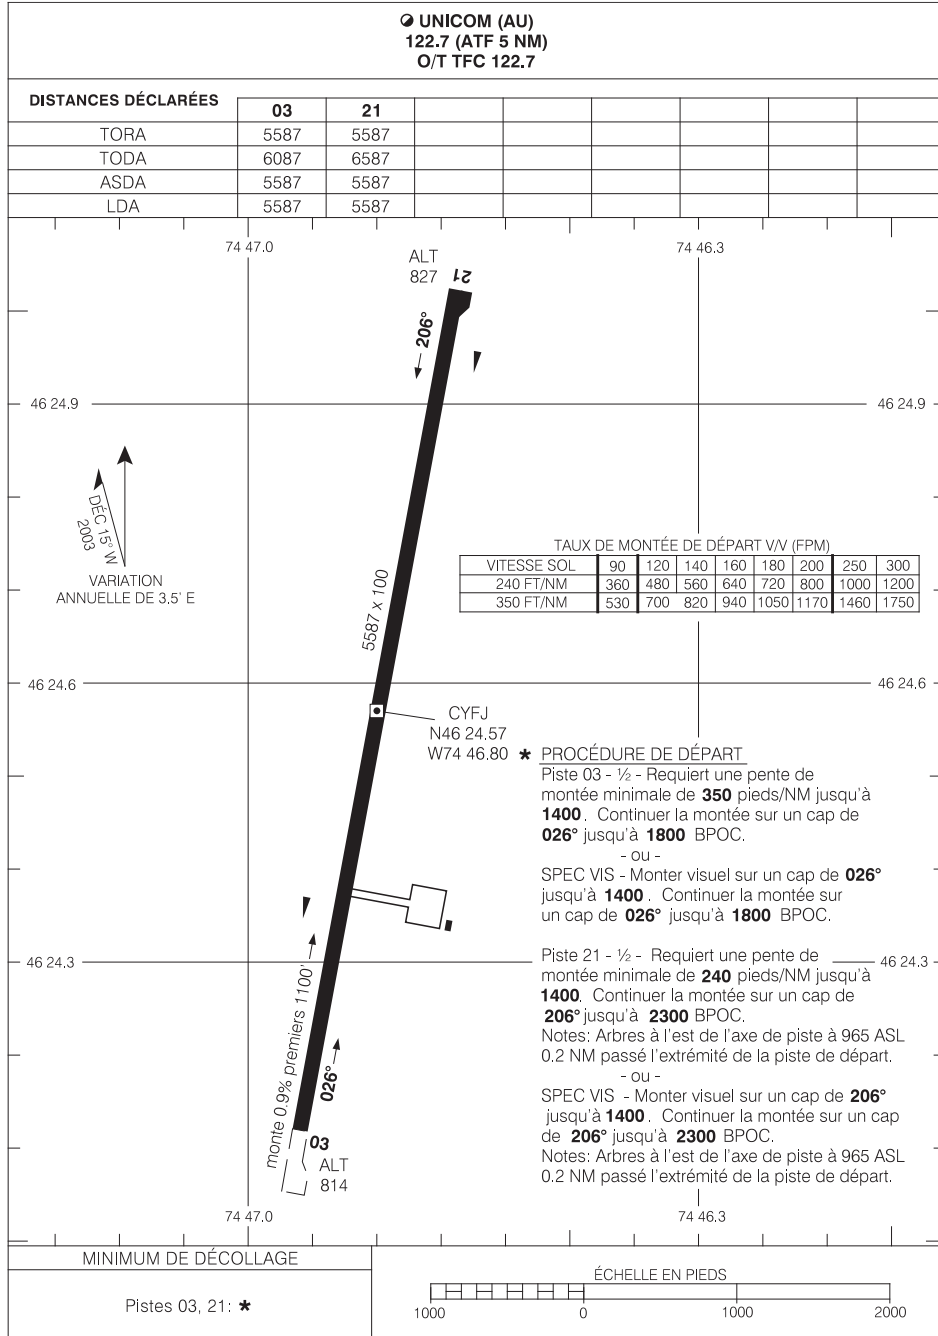 UNICOM (AU)
122.7 (ATF 5 NM)
O/T TFC 122.7
DISTANCES DÉCLARÉES 03 21
TORA 5587 5587
TODA 6087 6587
ASDA 5587 5587
LDA 5587 5587
74 47.0 74 46.3
ALT
827
21
206°
46 24.9 46 24.9
DÉC 15° W
2003
VARIATION
ANNUELLE DE 3,5' E
TAUX DE MONTÉE DE DÉPART V/V (FPM)
VITESSE SOL 90 120 140 160 180 200 250 300
240 FT/NM 360 480 560 640 720 800 1000 1200
350 FT/NM 530 700 820 940 1050 1170 1460 1750
5587 x 100
46 24.6 46 24.6
CYFJ
N46 24.57
W74 46.80
* PROCÉDURE DE DÉPART
Piste 03 - ½ - Requiert une pente de
montée minimale de 350 pieds/NM jusqu'à
1400. Continuer la montée sur un cap de
026° jusqu'à 1800 BPOC.
- ou -
SPEC VIS - Monter visuel sur un cap de 026°
jusqu'à 1400. Continuer la montée sur
un cap de 026° jusqu'à 1800 BPOC.
Piste 21 - ½ - Requiert une pente de
montée minimale de 240 pieds/NM jusqu'à
1400. Continuer la montée sur un cap de
206° jusqu'à 2300 BPOC.
Notes: Arbres à l'est de l'axe de piste à 965 ASL
0.2 NM passé l'extrémité de la piste de départ.
- ou -
SPEC VIS - Monter visuel sur un cap de 206°
jusqu'à 1400. Continuer la montée sur un cap
de 206° jusqu'à 2300 BPOC.
Notes: Arbres à l'est de l'axe de piste à 965 ASL
0.2 NM passé l'extrémité de la piste de départ.
46 24.3 46 24.3
monte 0.9% premiers 1100'
026°
03
ALT
814
74 47.0 74 46.3
MINIMUM DE DÉCOLLAGE
Pistes 03, 21: *
ÉCHELLE EN PIEDS
1000 0 1000 2000